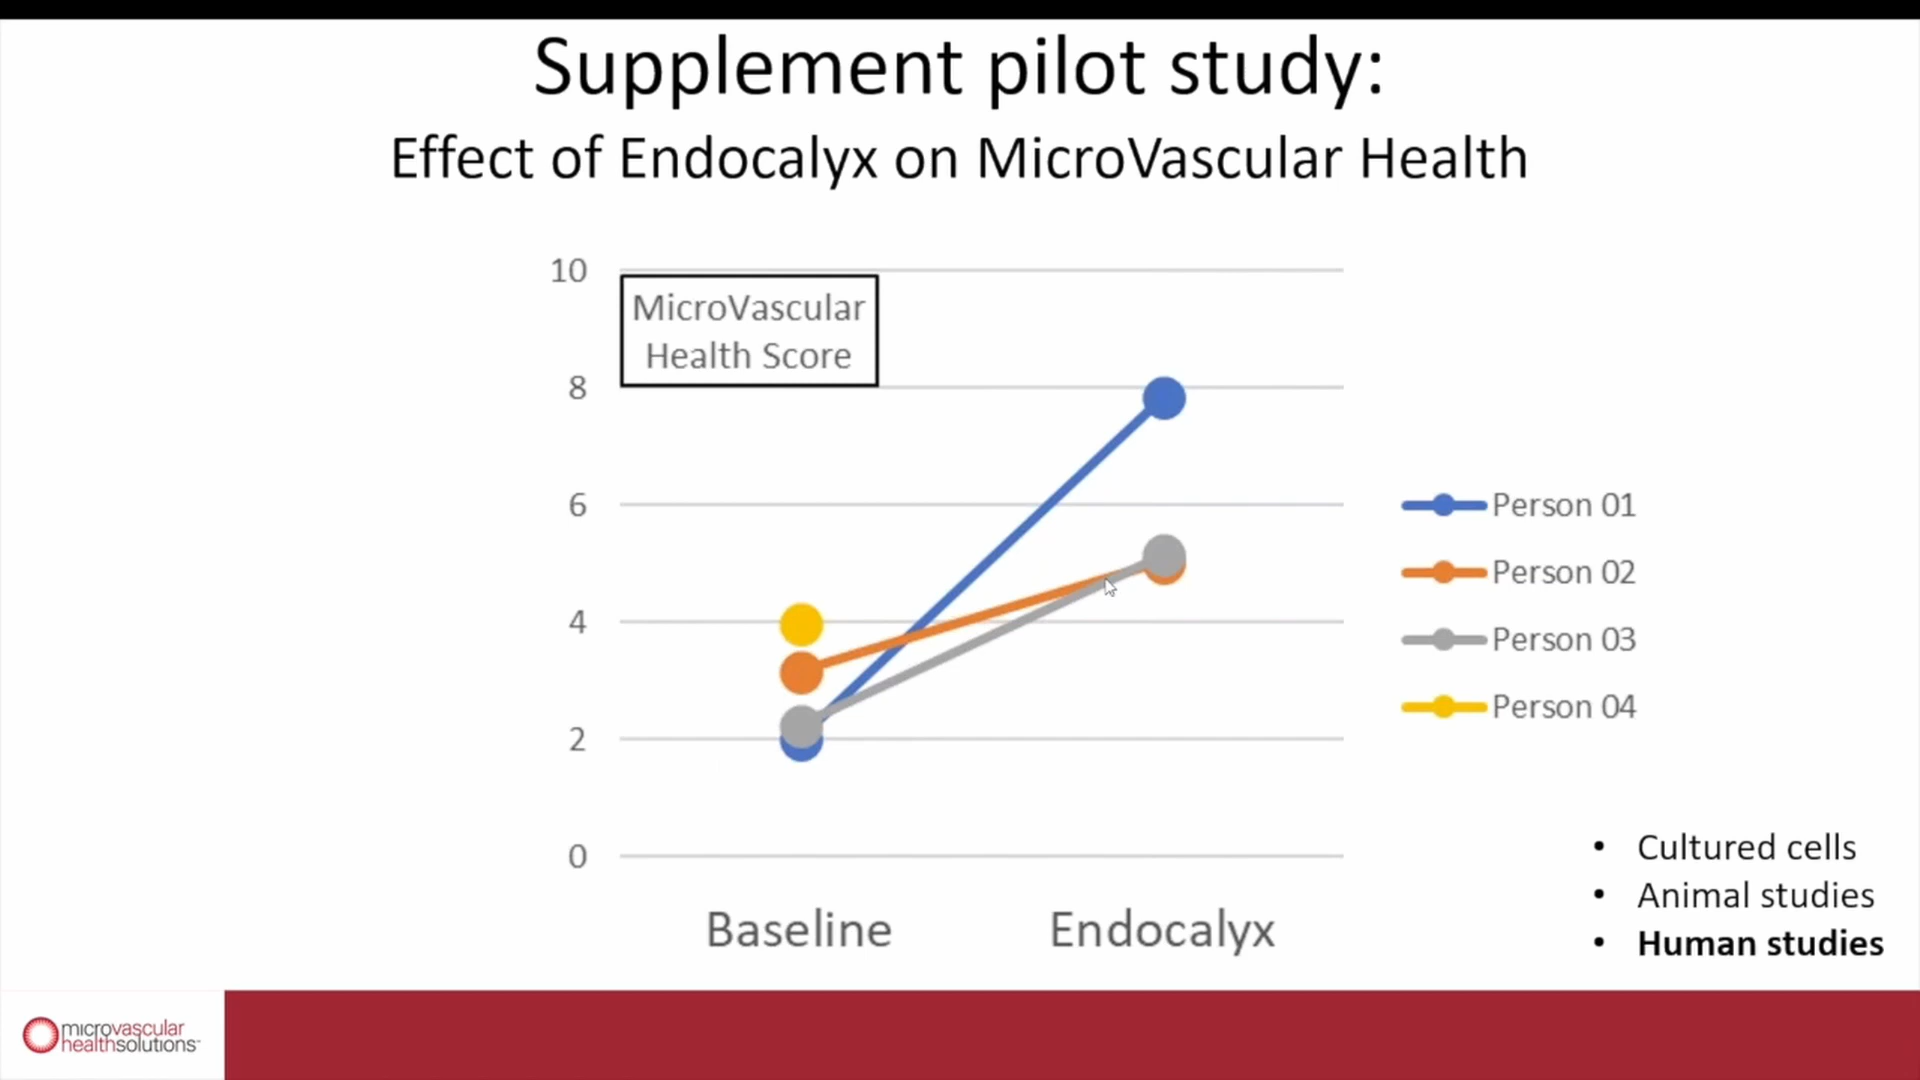 Supplement pilot study:
Effect of Endocalyx on MicroVascular Health
MicroVascular
Health Score
10
8
6
4
2
0
Baseline
Endocalyx
Person 01
Person 02
Person 03
Person 04
• Cultured cells
• Animal studies
• Human studies
microvascular
healthsolutions™